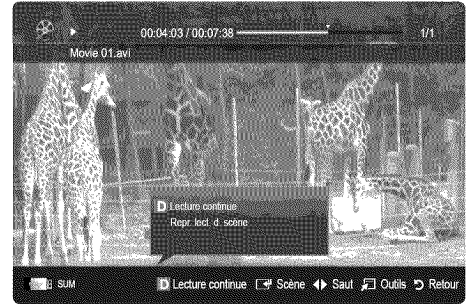 00:04:03 / 00:07:38 1/1
Movie 01.avi
D Lecture continue
Repr. lect. d. scène
SUM D Lecture continue Scène Saut Outils Retour